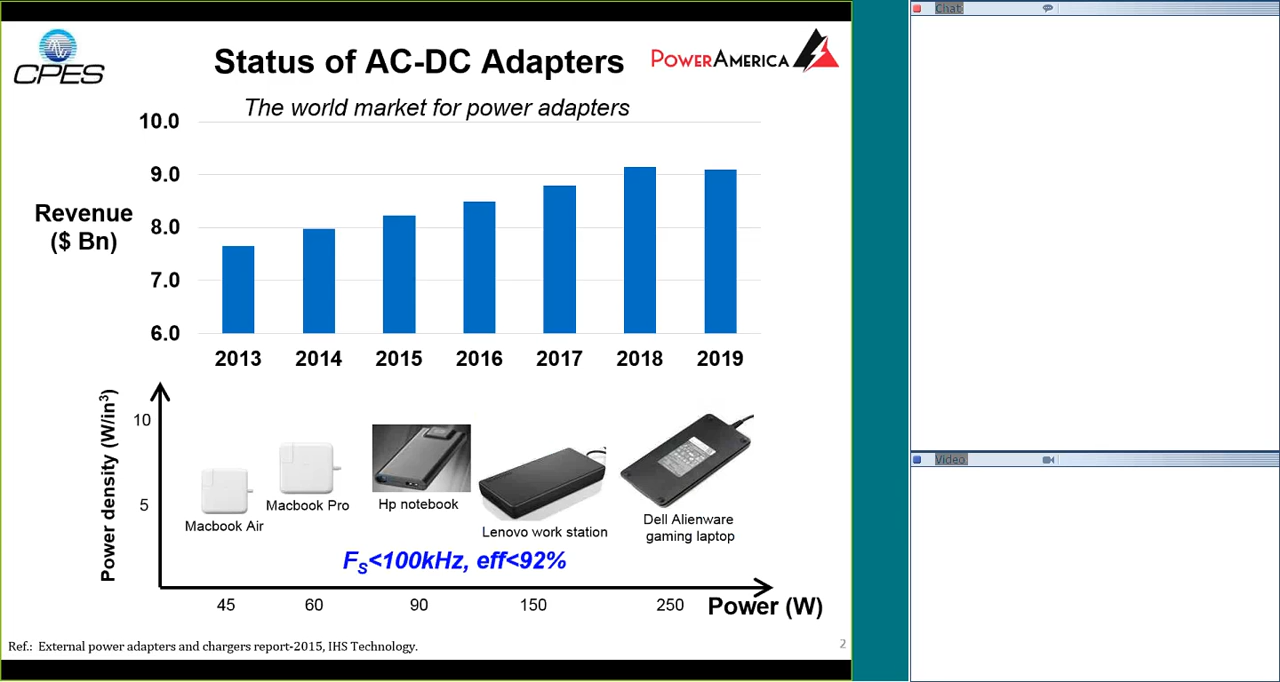 CPES
Status of AC-DC Adapters
POWERAMERICA
The world market for power adapters
10.0
9.0
8.0
7.0
6.0
Revenue
($ Bn)
2013 2014 2015 2016 2017 2018 2019
Power density (W/in³)
10
5
Macbook Air
Macbook Pro
Hp notebook
Lenovo work station
Dell Alienware
gaming laptop
FS<100kHz, eff<92%
45 60 90 150 250
Power (W)
Ref.: External power adapters and chargers report-2015, IHS Technology.
2
Chat
Video